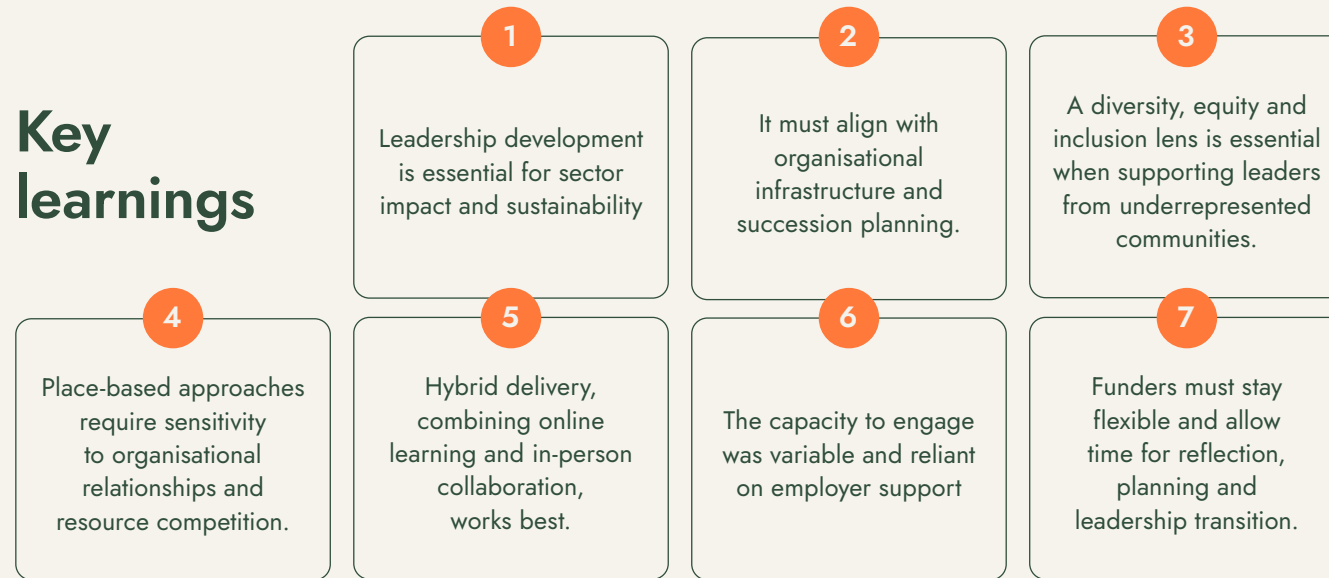 Key
learnings
1
Leadership development
is essential for sector
impact and sustainability
2
It must align with
organisational
infrastructure and
succession planning.
3
A diversity, equity and
inclusion lens is essential
when supporting leaders
from underrepresented
communities.
4
Place-based approaches
require sensitivity
to organisational
relationships and
resource competition.
5
Hybrid delivery,
combining online
learning and in-person
collaboration,
works best.
6
The capacity to engage
was variable and reliant
on employer support
7
Funders must stay
flexible and allow
time for reflection,
planning and
leadership transition.